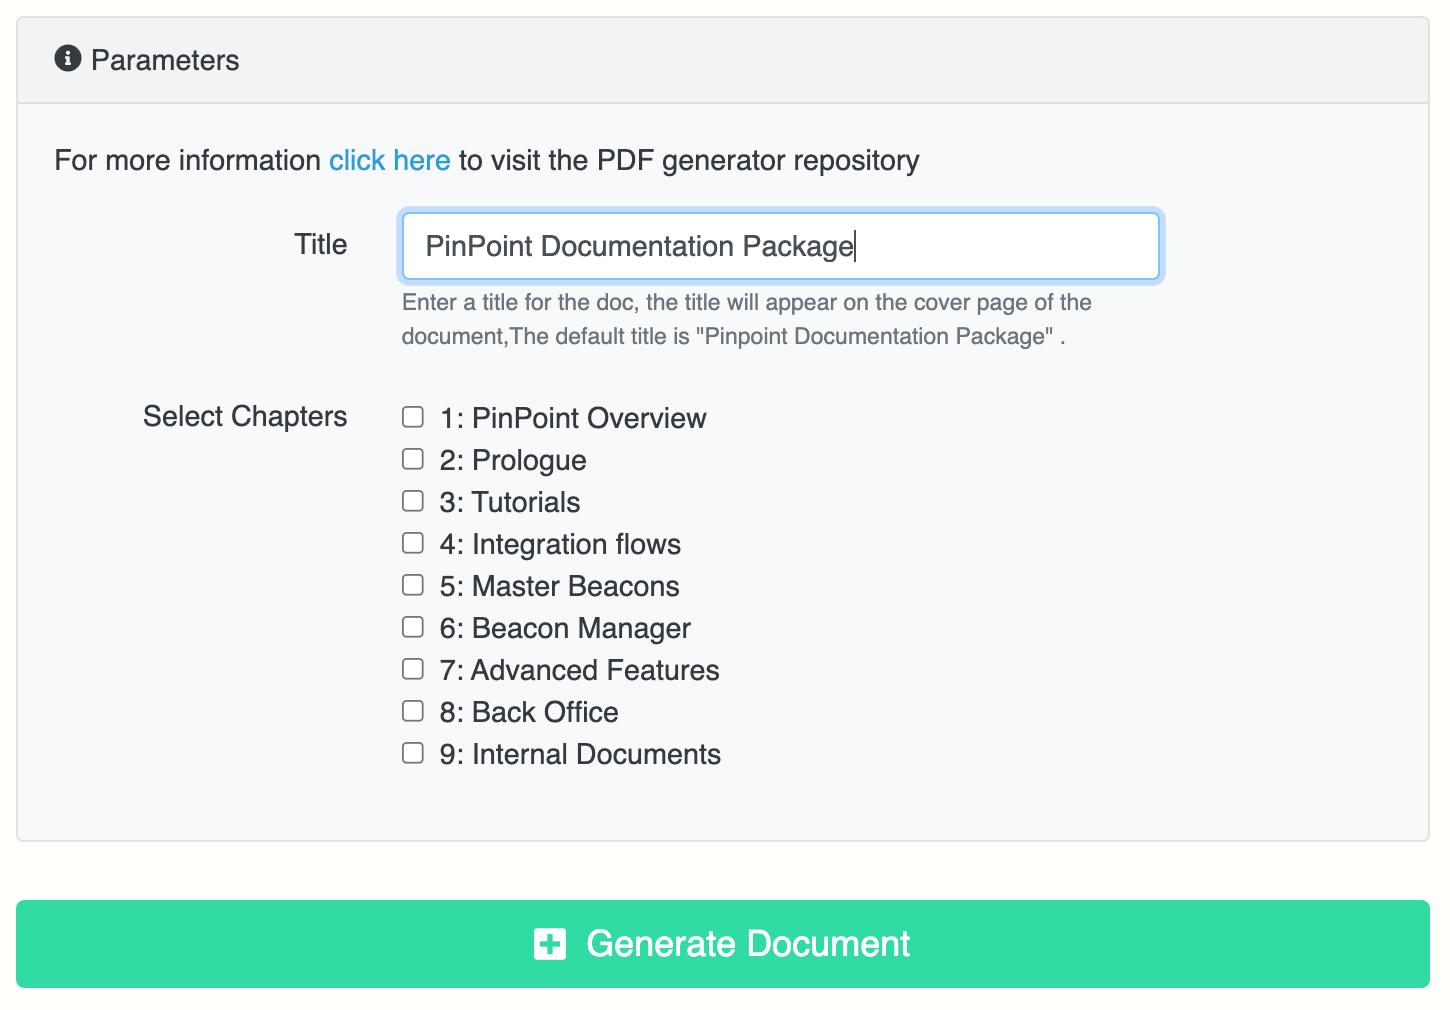 Parameters
For more information click here to visit the PDF generator repository
Title
PinPoint Documentation Package
Enter a title for the doc, the title will appear on the cover page of the
document,The default title is "Pinpoint Documentation Package" .
Select Chapters
1: PinPoint Overview
2: Prologue
3: Tutorials
4: Integration flows
5: Master Beacons
6: Beacon Manager
7: Advanced Features
8: Back Office
9: Internal Documents
Generate Document